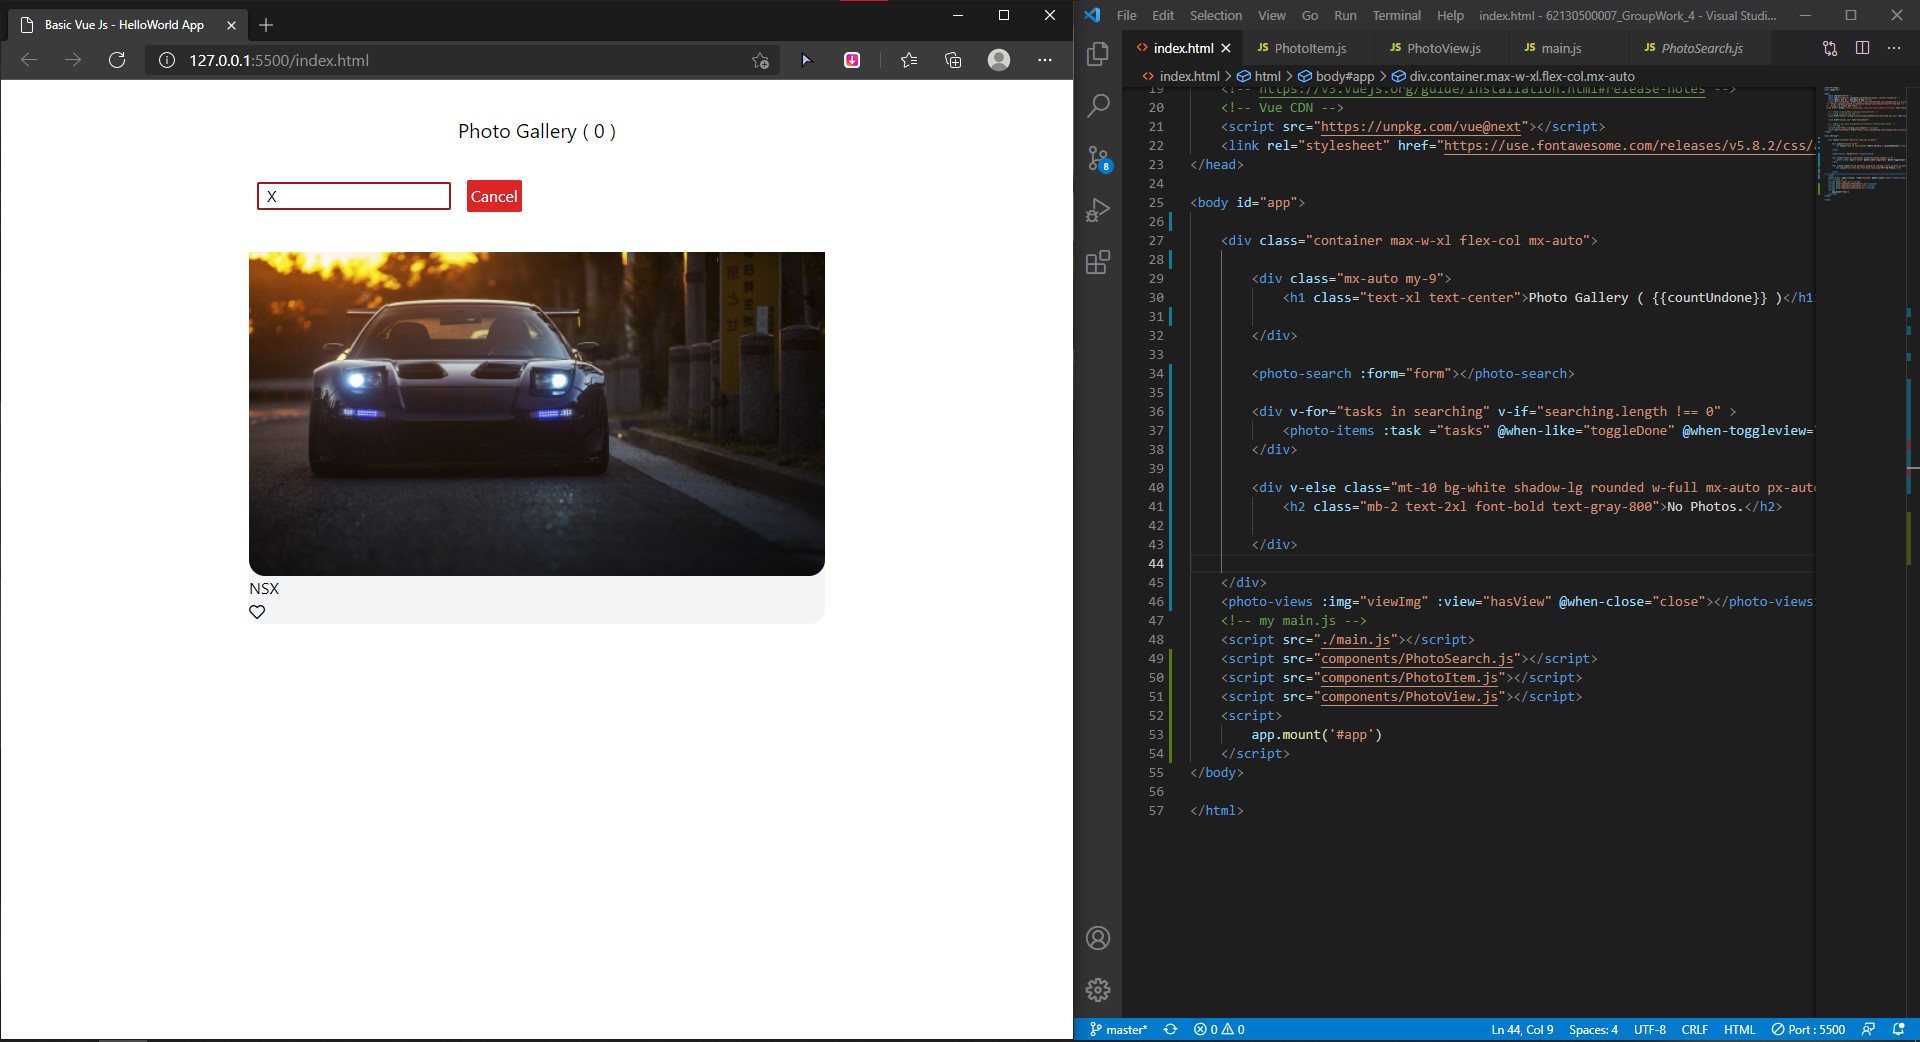 Basic Vue Js - HelloWorld App
127.0.0.1:5500/index.html
Photo Gallery ( 0 )
X
Cancel
NSX
File Edit Selection View Go Run Terminal Help index.html - 62130500007_GroupWork_4 - Visual Studi...
index.html
JS PhotoItem.js
JS PhotoView.js
JS main.js
JS PhotoSearch.js
index.html > html > body#app > div.container.max-w-xl.flex-col.mx-auto
19 <!-- https://v3.vuejs.org/guide/installation.html#release-notes -->
20 <!-- Vue CDN -->
21 <script src="https://unpkg.com/vue@next"></script>
22 <link rel="stylesheet" href="https://use.fontawesome.com/releases/v5.8.2/css/
23 </head>
24
25 <body id="app">
26
27 <div class="container max-w-xl flex-col mx-auto">
28
29 <div class="mx-auto my-9">
30 <h1 class="text-xl text-center">Photo Gallery ( {{countUndone}} )</h1
31
32 </div>
33
34 <photo-search :form="form"></photo-search>
35
36 <div v-for="tasks in searching" v-if="searching.length !== 0" >
37 <photo-items :task ="tasks" @when-like="toggleDone" @when-toggleview=
38 </div>
39
40 <div v-else class="mt-10 bg-white shadow-lg rounded w-full mx-auto px-aut
41 <h2 class="mb-2 text-2xl font-bold text-gray-800">No Photos.</h2>
42
43 </div>
44
45 </div>
46 <photo-views :img="viewImg" :view="hasView" @when-close="close"></photo-views
47 <!-- my main.js -->
48 <script src="./main.js"></script>
49 <script src="components/PhotoSearch.js"></script>
50 <script src="components/PhotoItem.js"></script>
51 <script src="components/PhotoView.js"></script>
52 <script>
53 app.mount('#app')
54 </script>
55 </body>
56
57 </html>
8
master* 0 0 Ln 44, Col 9 Spaces: 4 UTF-8 CRLF HTML Port : 5500